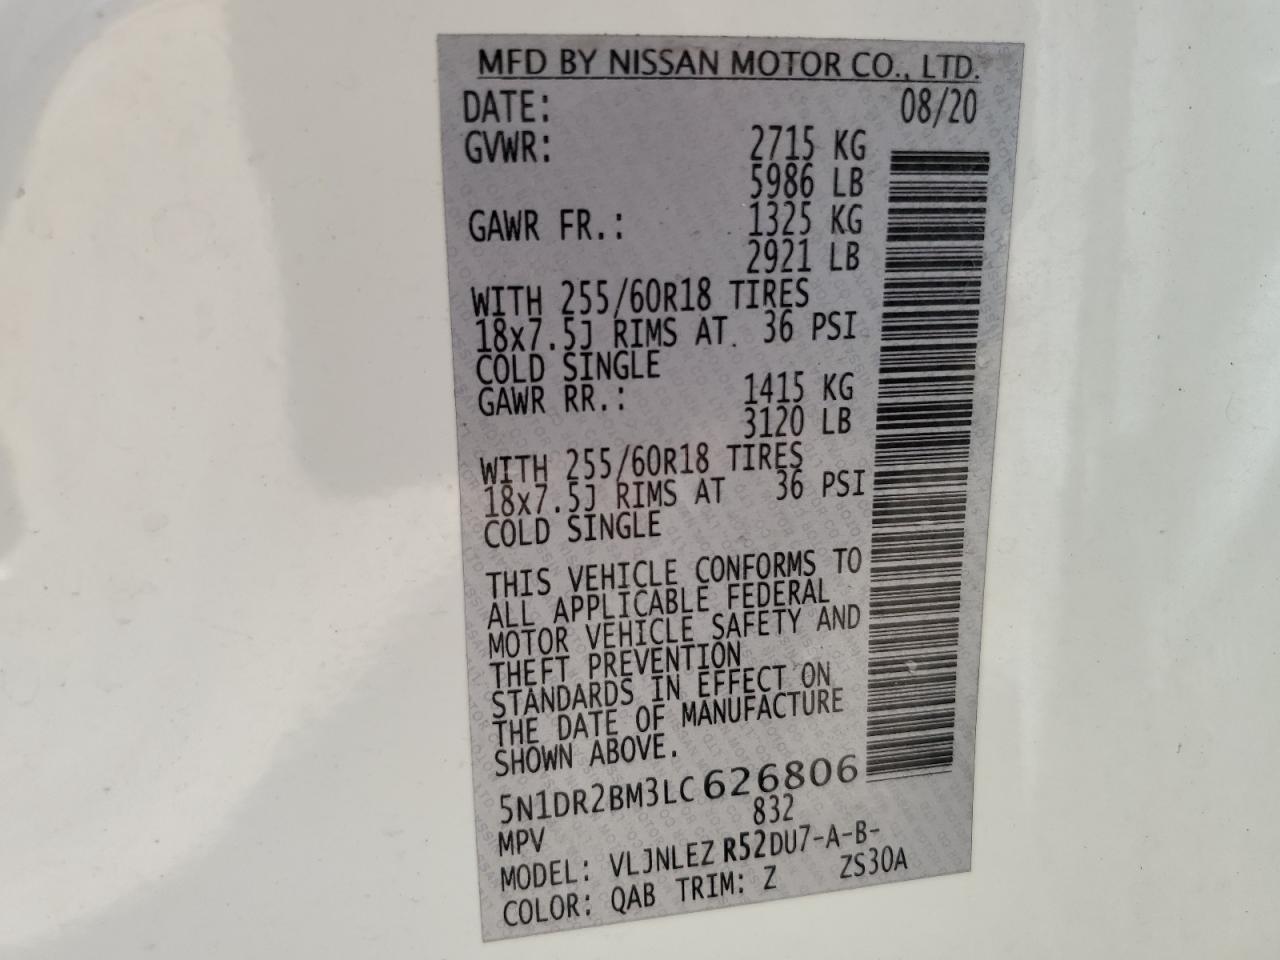 MFD BY NISSAN MOTOR CO., LTD.
DATE: 08/20
GVWR: 2715 KG
5986 LB
GAWR FR.: 1325 KG
2921 LB
WITH 255/60R18 TIRES
18x7.5J RIMS AT. 36 PSI
COLD SINGLE
GAWR RR.: 1415 KG
3120 LB
WITH 255/60R18 TIRES
18x7.5J RIMS AT 36 PSI
COLD SINGLE
THIS VEHICLE CONFORMS TO
ALL APPLICABLE FEDERAL
MOTOR VEHICLE SAFETY AND
THEFT PREVENTION
STANDARDS IN EFFECT ON
THE DATE OF MANUFACTURE
SHOWN ABOVE.
5N1DR2BM3LC626806
MPV 832
MODEL: VLJNLEZ R52DU7-A-B-
COLOR: QAB TRIM: Z ZS30A